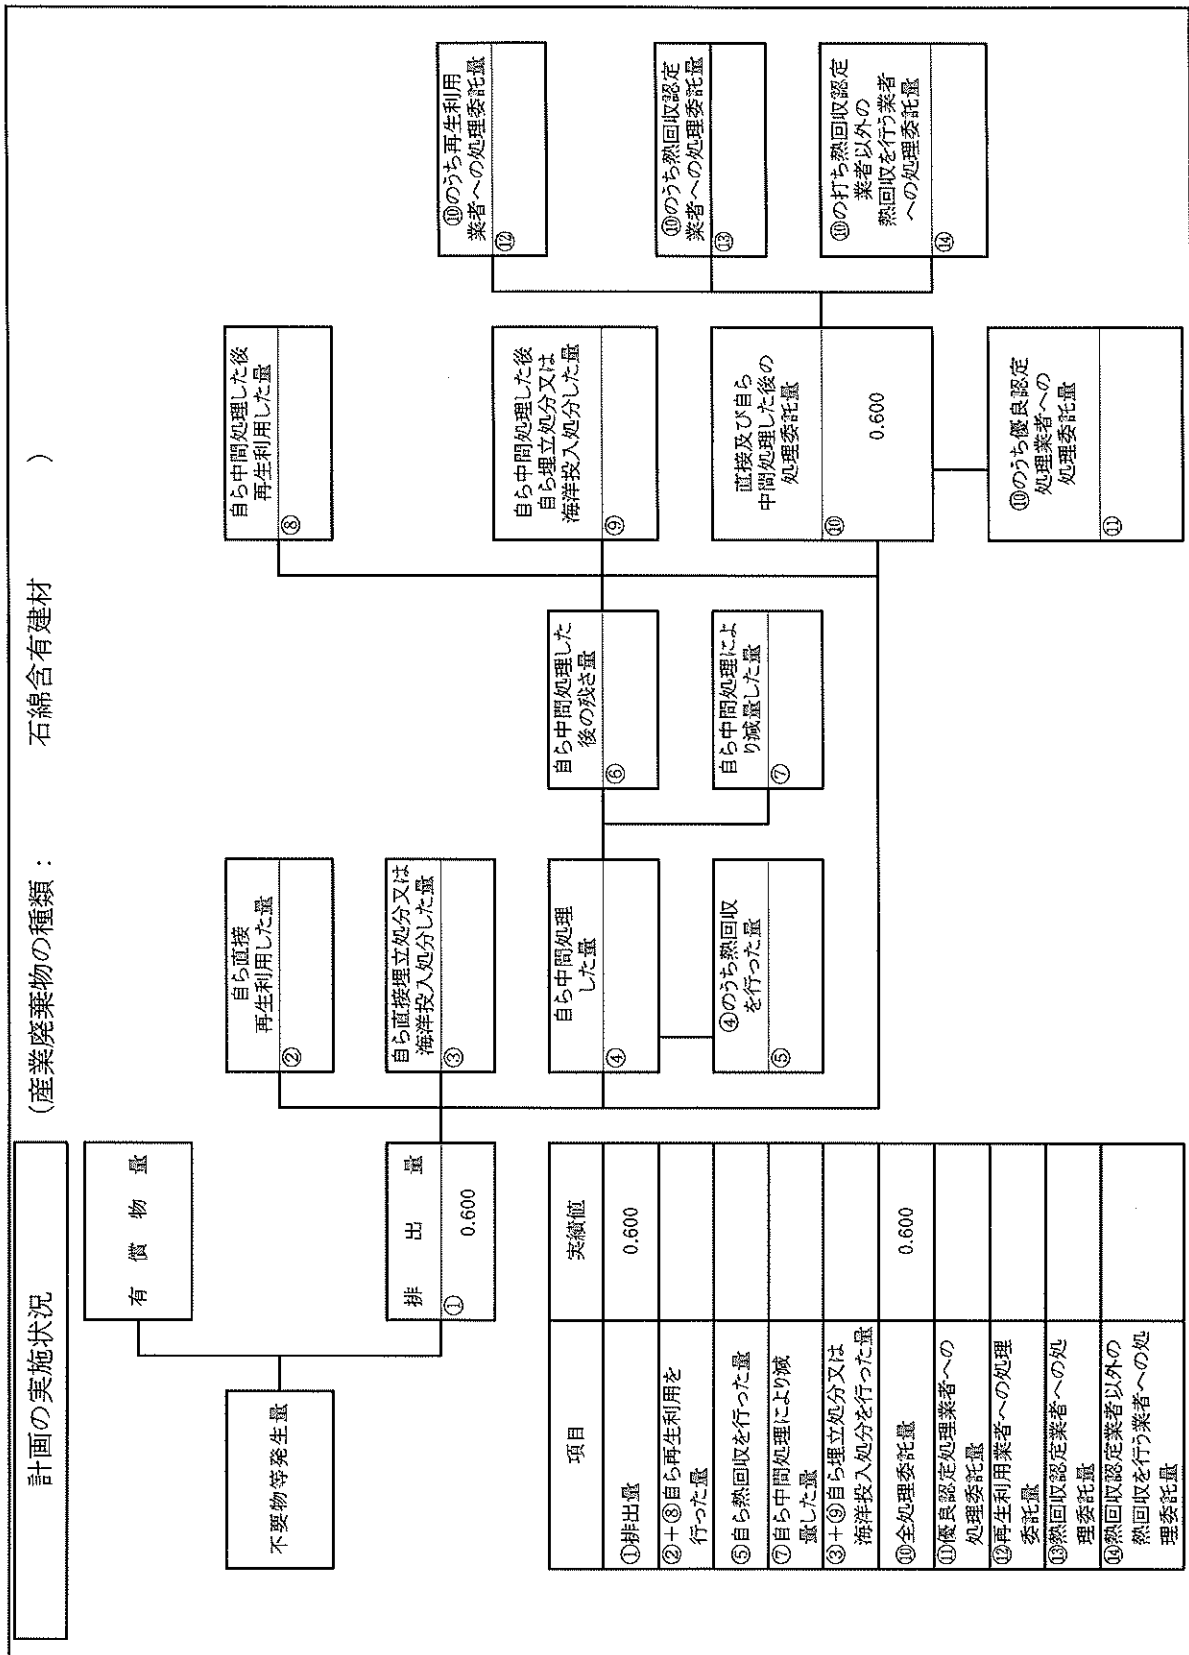 計画の実施状況
(産業廃棄物の種類: 石綿含有建材 )
不要物等発生量
有償物量
排出量
①
0.600
自ら直接
再生利用した量
②
自ら直接埋立処分又は
海洋投入処分した量
③
自ら中間処理
した量
④
④のうち熱回収
を行った量
⑤
自ら中間処理した
後の残さ量
⑥
自ら中間処理によ
り減量した量
⑦
自ら中間処理した後
再生利用した量
⑧
自ら中間処理した後
自ら埋立処分又は
海洋投入処分した量
⑨
直接及び自ら
中間処理した後の
処理委託量
⑩
0.600
⑩のうち優良認定
処理業者への
処理委託量
⑪
⑩のうち再生利用
業者への処理委託量
⑫
⑩のうち熱回収認定
業者への処理委託量
⑬
⑩の打ち熱回収認定
業者以外の
熱回収を行う業者
への処理委託量
⑭
項目 実績値
①排出量 0.600
②+⑧自ら再生利用を
行った量
⑤自ら熱回収を行った量
⑦自ら中間処理により減
量した量
③+⑨自ら埋立処分又は
海洋投入処分を行った量
⑩全処理委託量 0.600
⑪優良認定処理業者への
処理委託量
⑫再生利用業者への処理
委託量
⑬熱回収認定業者への処
理委託量
⑭熱回収認定業者以外の
熱回収を行う業者への処
理委託量